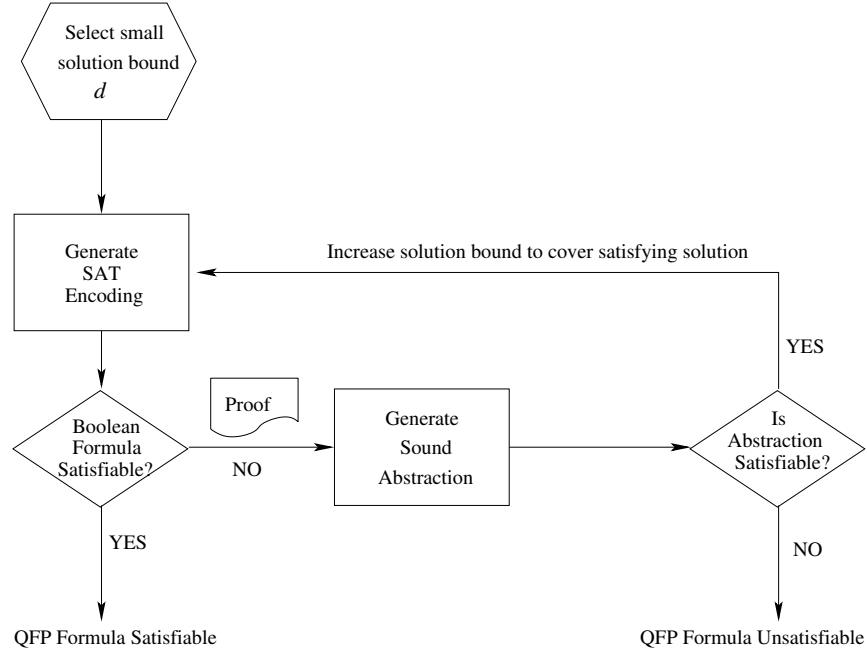 Select small
solution bound
d
Generate
SAT
Encoding
Increase solution bound to cover satisfying solution
YES
Boolean
Formula
Satisfiable?
Proof
NO
Generate
Sound
Abstraction
Is
Abstraction
Satisfiable?
YES
NO
QFP Formula Satisfiable
QFP Formula Unsatisfiable